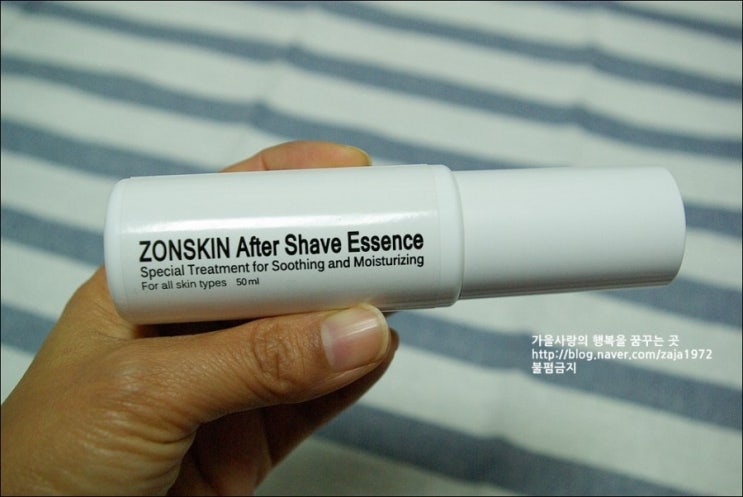 ZONSKIN After Shave Essence
Special Treatment for Soothing and Moisturizing
For all skin types 50ml
가을사랑의 행복을 꿈꾸는 곳
http://blog.naver.com/zaja1972
불펌금지